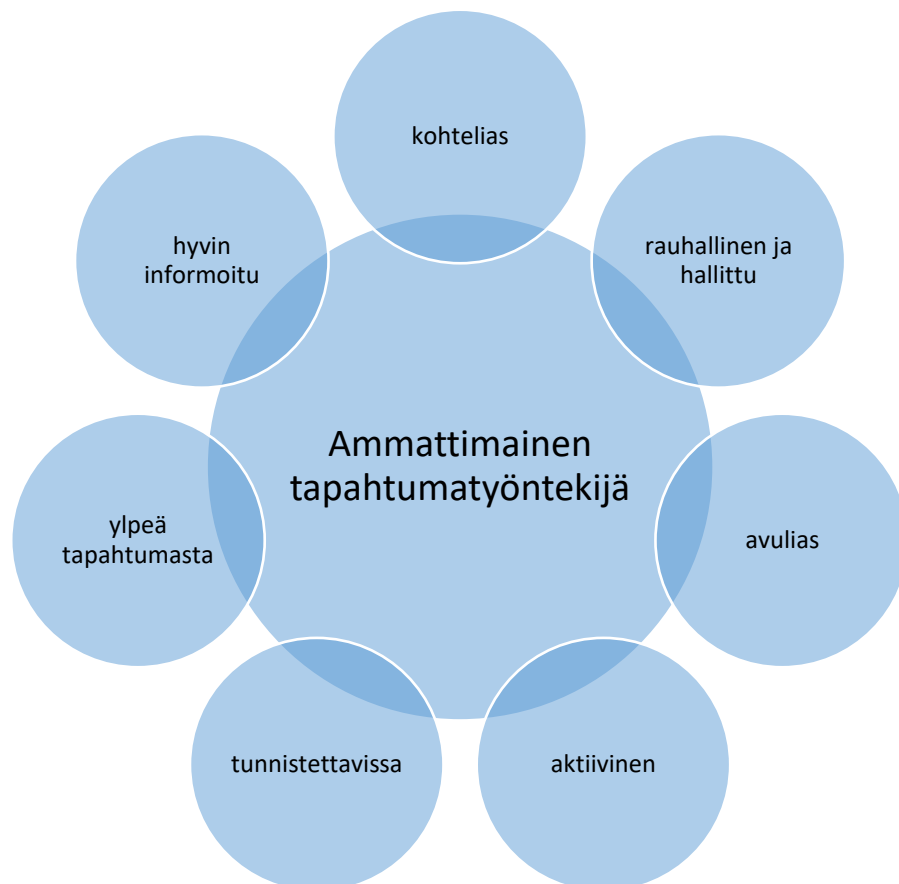 kohtelias
rauhallinen ja
hallittu
avulias
aktiivinen
tunnistettavissa
ylpeä
tapahtumasta
hyvin
informoitu
Ammattimainen
tapahtumatyöntekijä